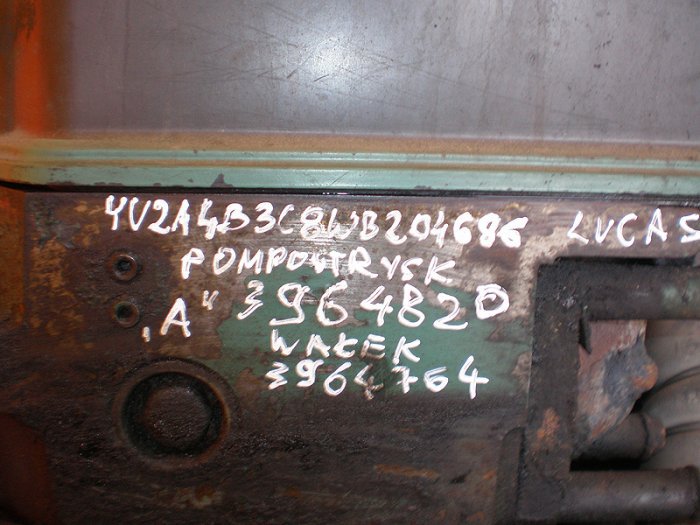 YV2A4B3C8WB204686 LUCAS
POMPOWTRYSK
„A" 3964820
WAŁEK
3964764